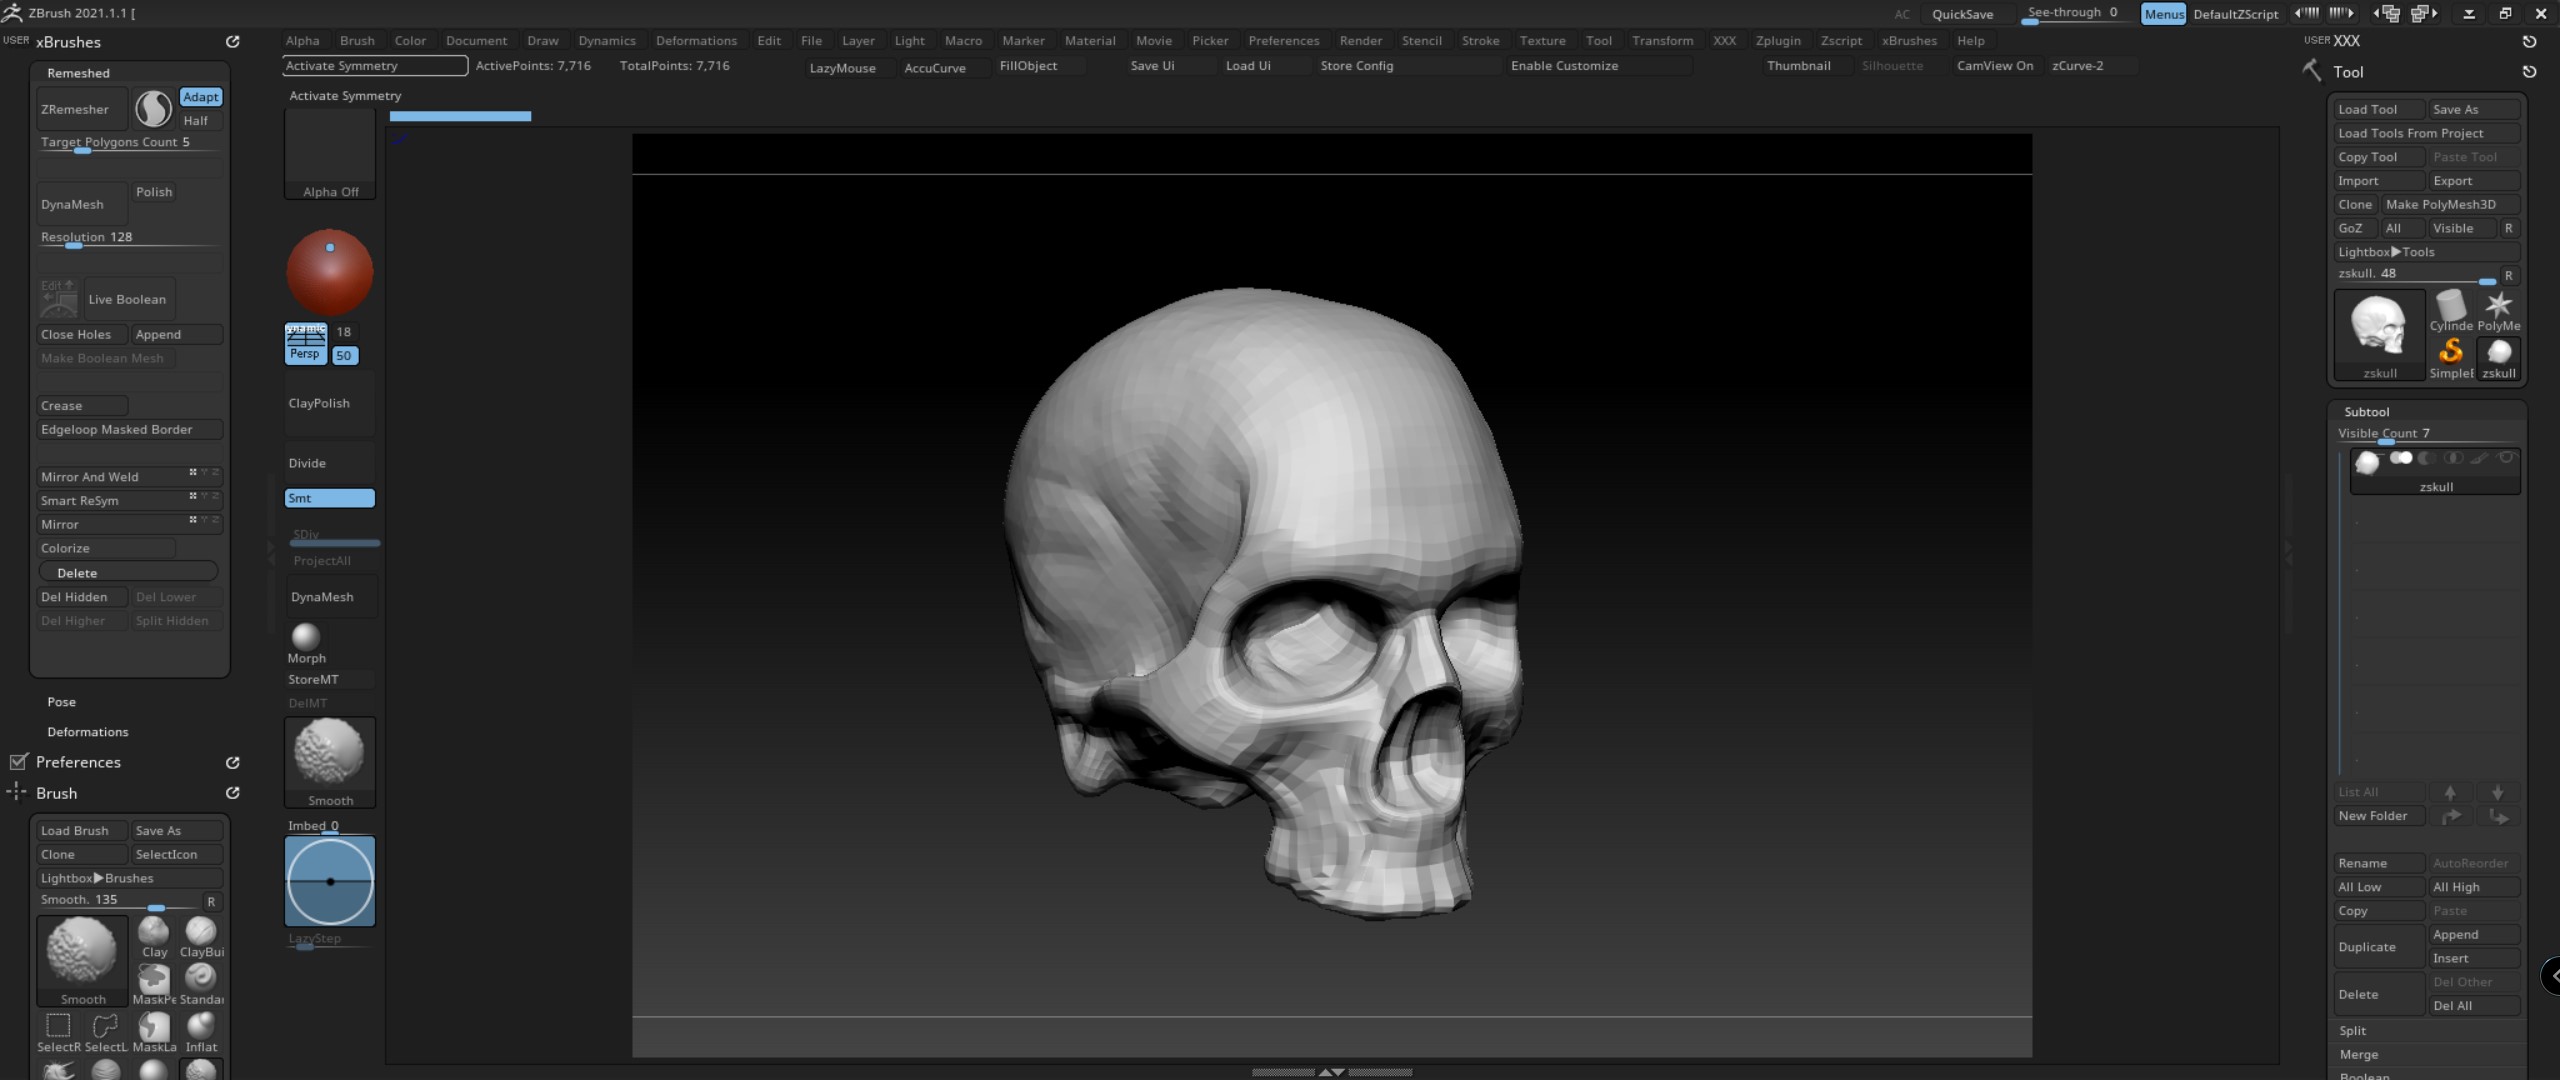 ZBrush 2021.1.1 [
AC QuickSave See-through 0 Menus DefaultZScript
USER xBrushes
Alpha Brush Color Document Draw Dynamics Deformations Edit File Layer Light Macro Marker Material Movie Picker Preferences Render Stencil Stroke Texture Tool Transform XXX Zplugin Zscript xBrushes Help
USER XXX
Activate Symmetry ActivePoints: 7,716 TotalPoints: 7,716 LazyMouse AccuCurve FillObject Save Ui Load Ui Store Config Enable Customize Thumbnail Silhouette CamView On zCurve-2
Activate Symmetry
Remeshed
ZRemesher Adapt
Half
Target Polygons Count 5
DynaMesh Polish
Resolution 128
Edit Live Boolean
Close Holes Append
Make Boolean Mesh
Crease
Edgeloop Masked Border
Mirror And Weld
Smart ReSym
Mirror
Colorize
Delete
Del Hidden Del Lower
Del Higher Split Hidden
Pose
Deformations
Preferences
Brush
Load Brush Save As
Clone SelectIcon
Lightbox▶Brushes
Smooth. 135 R
Clay ClayBui
Smooth MaskPe Standar
SelectR SelectL MaskLa Inflat
Alpha Off
ynamic 18
Persp 50
ClayPolish
Divide
Smt
SDiv
ProjectAll
DynaMesh
Morph
StoreMT
DelMT
Smooth
Imbed 0
LazyStep
Tool
Load Tool Save As
Load Tools From Project
Copy Tool Paste Tool
Import Export
Clone Make PolyMesh3D
GoZ All Visible R
Lightbox▶Tools
zskull. 48 R
Cylinde PolyMe
zskull SimpleE zskull
Subtool
Visible Count 7
zskull
List All
New Folder
Rename AutoReorder
All Low All High
Copy Paste
Duplicate Append
Insert
Delete Del Other
Del All
Split
Merge
Boolean